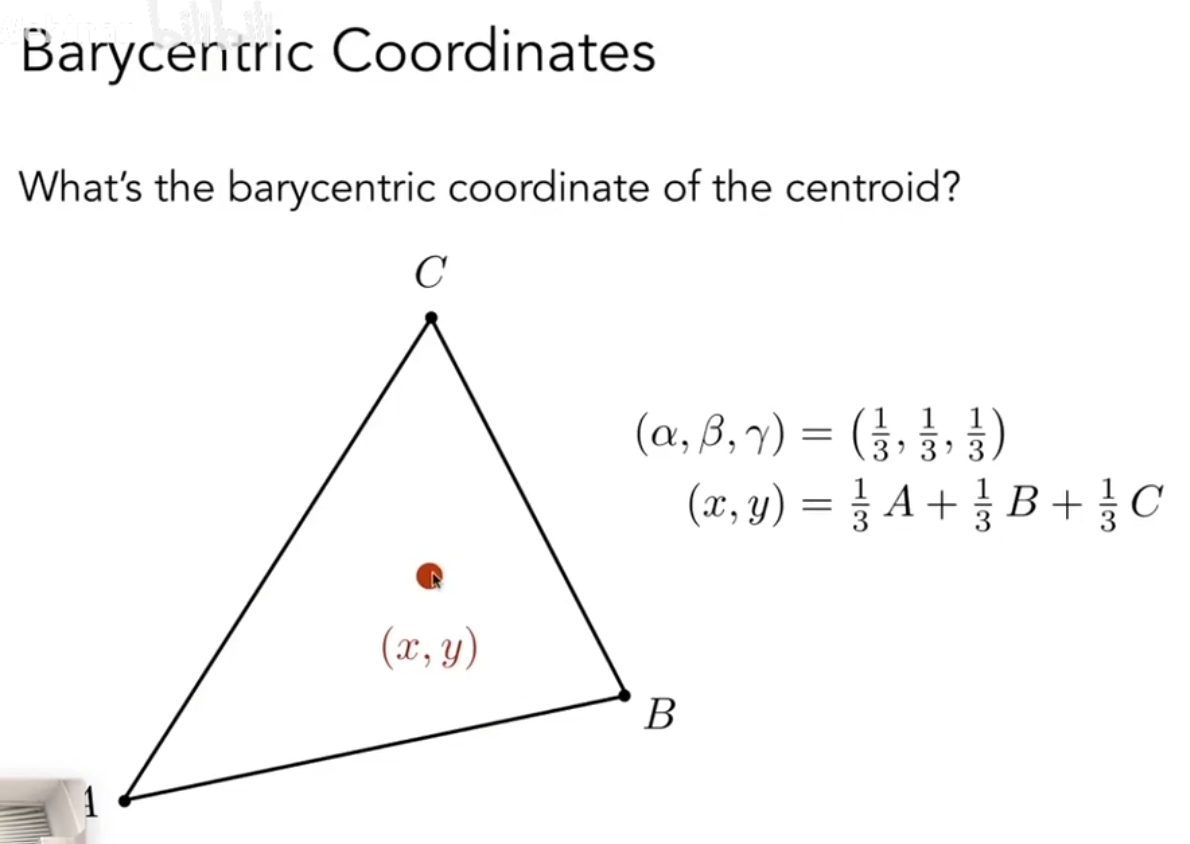 Barycentric Coordinates
What's the barycentric coordinate of the centroid?
C
(α, β, γ) = (1/3, 1/3, 1/3)
(x, y) = 1/3 A + 1/3 B + 1/3 C
(x, y)
B